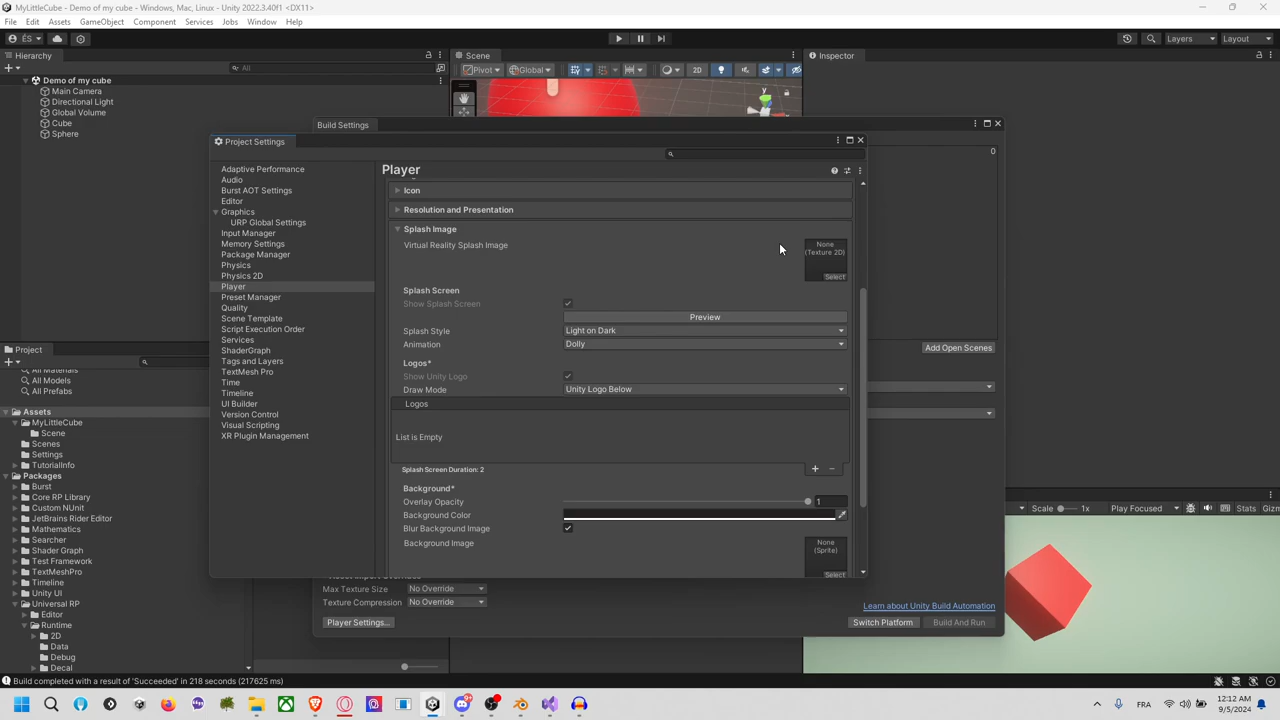 MyLittleCube - Demo of my cube - Windows, Mac, Linux - Unity 2022.3.40f1 <DX11>
File Edit Assets GameObject Component Services Jobs Window Help
ÉS
Layers
Layout
Hierarchy
Scene
Inspector
All
Pivot
Global
2D
Demo of my cube
Main Camera
Directional Light
Global Volume
Cube
Sphere
Build Settings
Project Settings
0
Adaptive Performance
Audio
Burst AOT Settings
Editor
Graphics
URP Global Settings
Input Manager
Memory Settings
Package Manager
Physics
Physics 2D
Player
Preset Manager
Quality
Scene Template
Script Execution Order
Services
ShaderGraph
Tags and Layers
TextMesh Pro
Time
Timeline
UI Builder
Version Control
Visual Scripting
XR Plugin Management
Player
Icon
Resolution and Presentation
Splash Image
Virtual Reality Splash Image
None
(Texture 2D)
Select
Splash Screen
Show Splash Screen
Preview
Splash Style
Light on Dark
Animation
Dolly
Logos*
Show Unity Logo
Draw Mode
Unity Logo Below
Logos
List is Empty
Splash Screen Duration: 2
Background*
Overlay Opacity
1
Background Color
Blur Background Image
Background Image
None
(Sprite)
Select
Add Open Scenes
Max Texture Size
No Override
Texture Compression
No Override
Player Settings...
Learn about Unity Build Automation
Switch Platform
Build And Run
Scale
1x
Play Focused
Stats
Gizm
Project
All Materials
All Models
All Prefabs
Assets
MyLittleCube
Scene
Scenes
Settings
TutorialInfo
Packages
Burst
Core RP Library
Custom NUnit
JetBrains Rider Editor
Mathematics
Searcher
Shader Graph
Test Framework
TextMeshPro
Timeline
Unity UI
Universal RP
Editor
Runtime
2D
Data
Debug
Decal
Build completed with a result of 'Succeeded' in 218 seconds (217625 ms)
9+
FRA
12:12 AM
9/5/2024